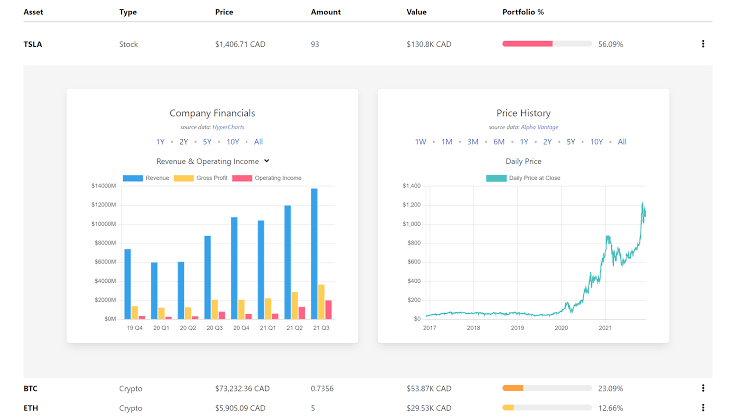 Asset Type Price Amount Value Portfolio %
TSLA Stock $1,406.71 CAD 93 $130.8K CAD 56.09%
Company Financials
source data: HyperCharts
1Y • 2Y • 5Y • 10Y • All
Revenue & Operating Income
Revenue Gross Profit Operating Income
$14000M
$12000M
$10000M
$8000M
$6000M
$4000M
$2000M
$0M
19 Q4 20 Q1 20 Q2 20 Q3 20 Q4 21 Q1 21 Q2 21 Q3
Price History
source data: Alpha Vantage
1W • 1M • 3M • 6M • 1Y • 2Y • 5Y • 10Y • All
Daily Price
Daily Price at Close
$1,400
$1,200
$1,000
$800
$600
$400
$200
$0
2017 2018 2019 2020 2021
BTC Crypto $73,232.36 CAD 0.7356 $53.87K CAD 23.09%
ETH Crypto $5,905.09 CAD 5 $29.53K CAD 12.66%